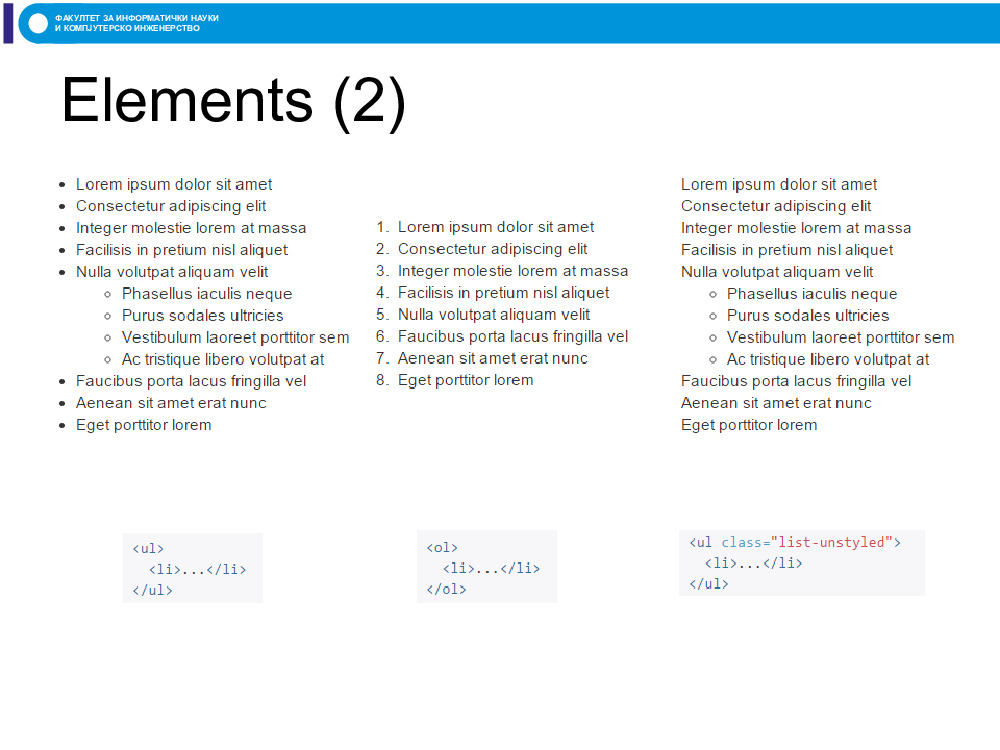 ФАКУЛТЕТ ЗА ИНФОРМАТИЧКИ НАУКИ
И КОМПЈУТЕРСКО ИНЖЕНЕРСТВО
Elements (2)
• Lorem ipsum dolor sit amet
• Consectetur adipiscing elit
• Integer molestie lorem at massa
• Facilisis in pretium nisl aliquet
• Nulla volutpat aliquam velit
○ Phasellus iaculis neque
○ Purus sodales ultricies
○ Vestibulum laoreet porttitor sem
○ Ac tristique libero volutpat at
• Faucibus porta lacus fringilla vel
• Aenean sit amet erat nunc
• Eget porttitor lorem
1. Lorem ipsum dolor sit amet
2. Consectetur adipiscing elit
3. Integer molestie lorem at massa
4. Facilisis in pretium nisl aliquet
5. Nulla volutpat aliquam velit
6. Faucibus porta lacus fringilla vel
7. Aenean sit amet erat nunc
8. Eget porttitor lorem
Lorem ipsum dolor sit amet
Consectetur adipiscing elit
Integer molestie lorem at massa
Facilisis in pretium nisl aliquet
Nulla volutpat aliquam velit
○ Phasellus iaculis neque
○ Purus sodales ultricies
○ Vestibulum laoreet porttitor sem
○ Ac tristique libero volutpat at
Faucibus porta lacus fringilla vel
Aenean sit amet erat nunc
Eget porttitor lorem
<ul>
<li>...</li>
</ul>
<ol>
<li>...</li>
</ol>
<ul class="list-unstyled">
<li>...</li>
</ul>